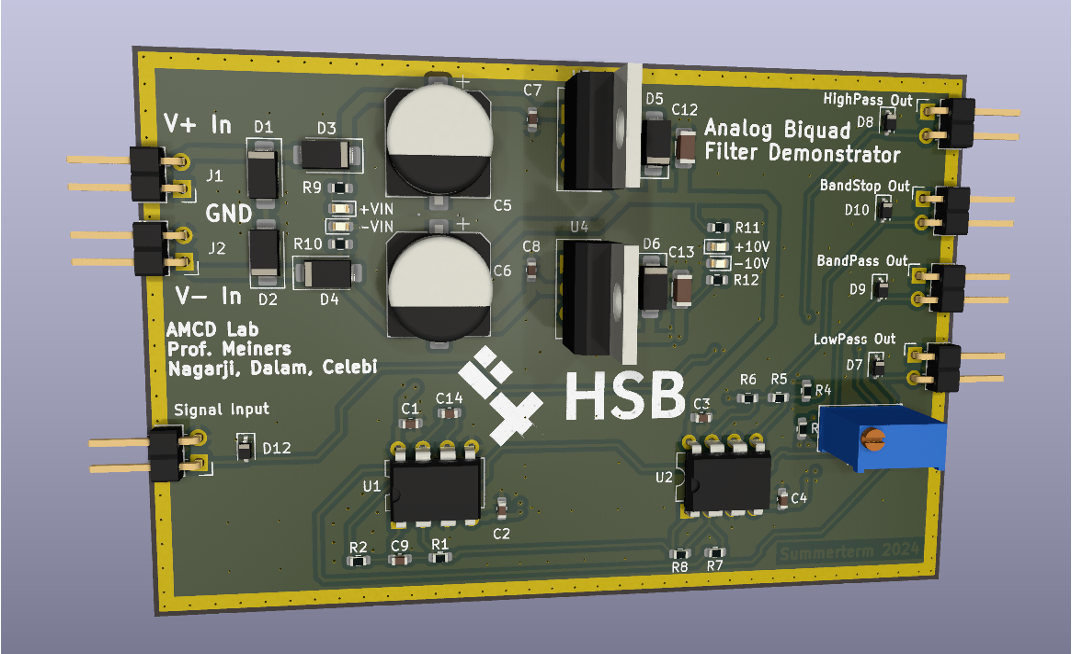 V+ In
D1
D3
C7
D5
C12
HighPass Out
D8
Analog Biquad
Filter Demonstrator
J1
R9
+VIN
-VIN
R10
GND
J2
D2
D4
V- In
C5
U4
C8
D6
C13
C6
R11
+10V
-10V
R12
BandStop Out
D10
BandPass Out
D9
LowPass Out
D7
AMCD Lab
Prof. Meiners
Nagarji, Dalam, Celebi
HSB
Signal Input
D12
C1
C14
U1
C2
R2
C9
R1
C3
R6
R5
R4
U2
C4
R8
R7
Summerterm 2024